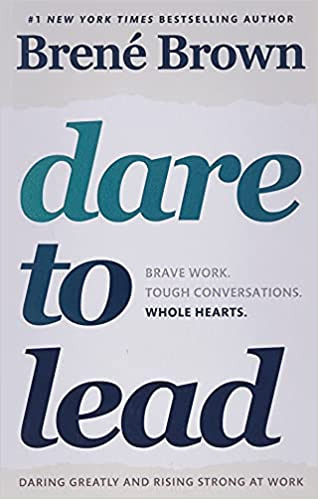 #1 NEW YORK TIMES BESTSELLING AUTHOR
Brené Brown
dare
to
BRAVE WORK.
TOUGH CONVERSATIONS.
WHOLE HEARTS.
lead
DARING GREATLY AND RISING STRONG AT WORK